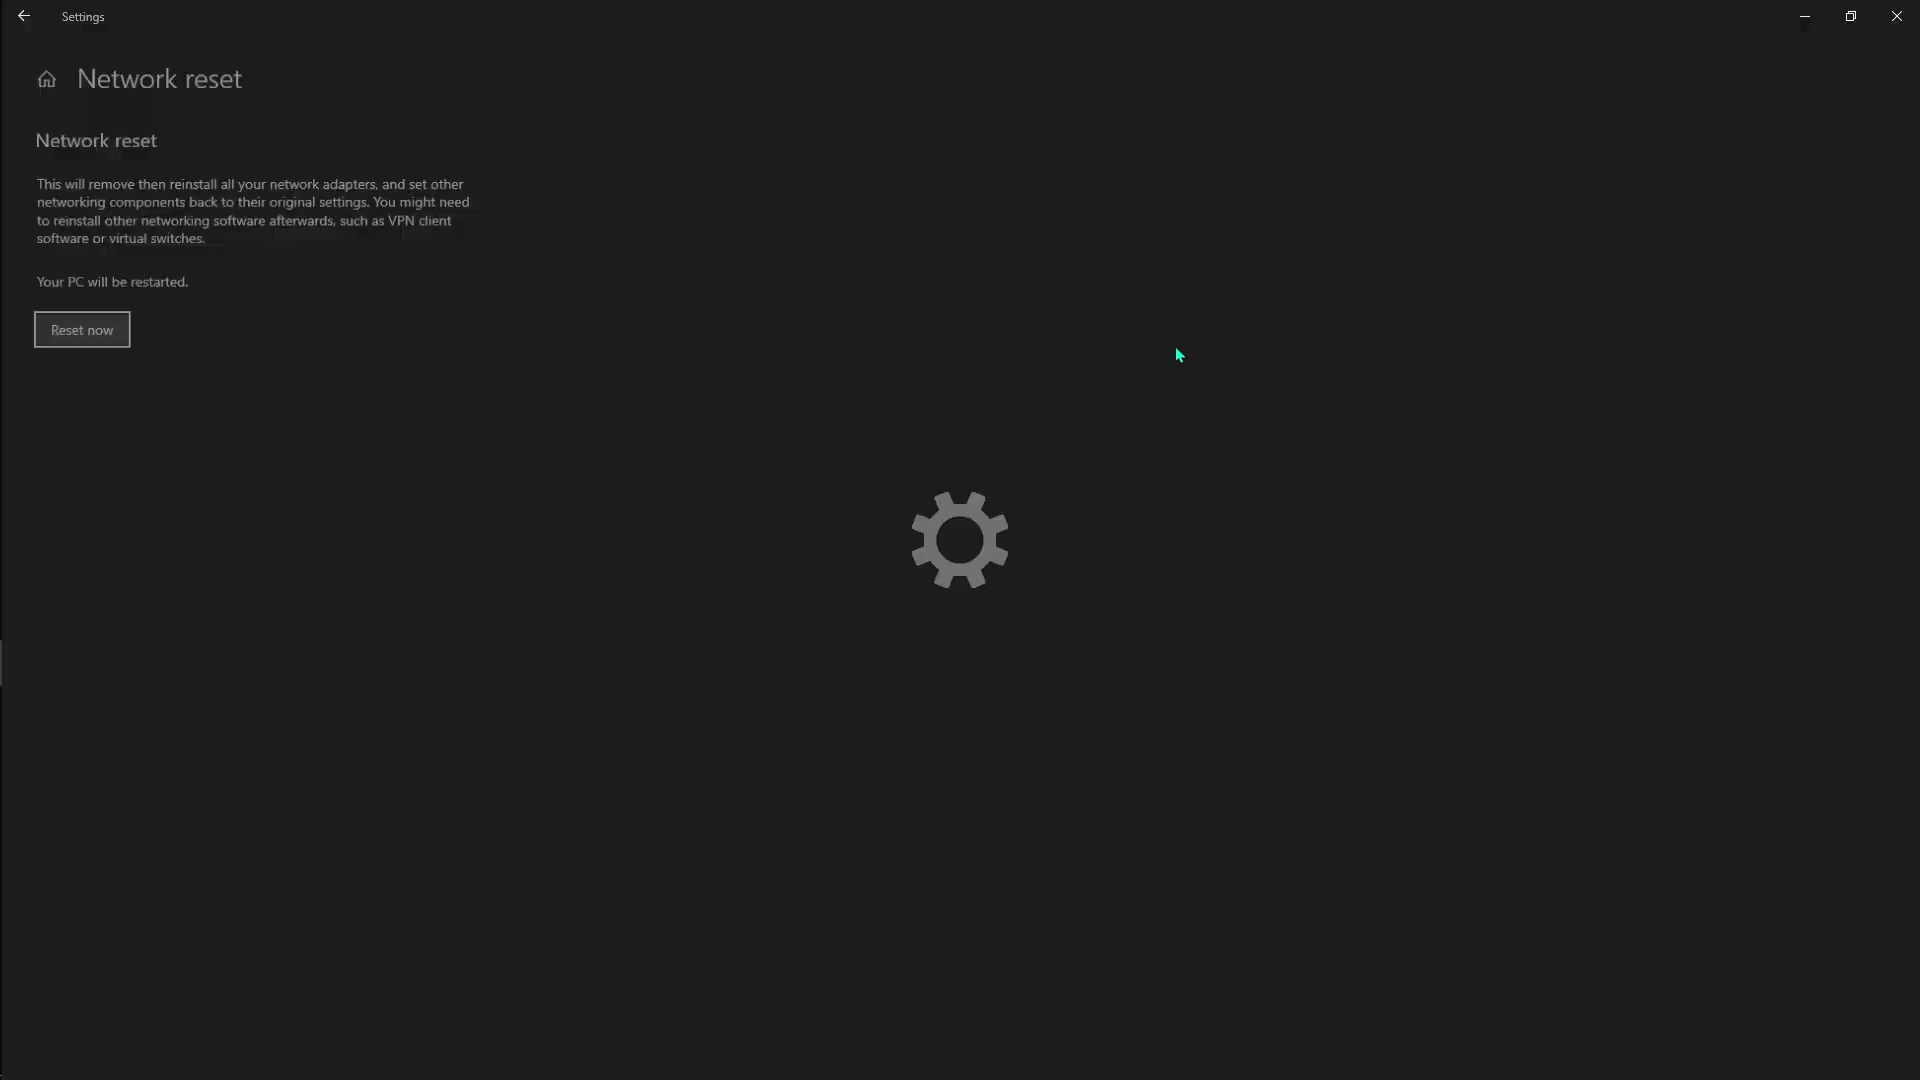 Settings
Network reset
Network reset
This will remove then reinstall all your network adapters, and set other
networking components back to their original settings. You might need
to reinstall other networking software afterwards, such as VPN client
software or virtual switches.
Your PC will be restarted.
Reset now